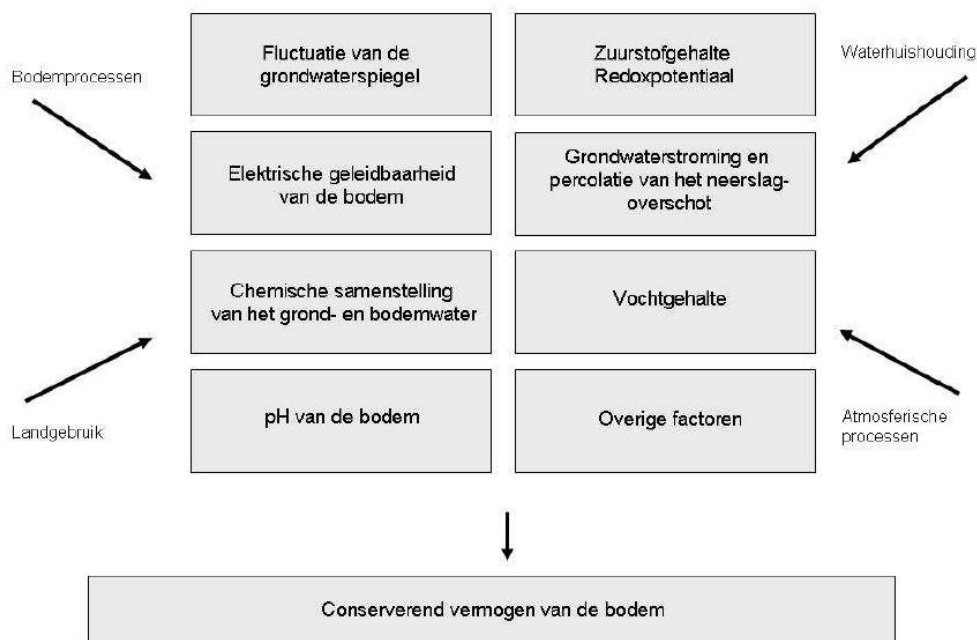 Fluctuatie van de
grondwaterspiegel
Zuurstofgehalte
Redoxpotentiaal
Bodemprocessen
Waterhuishouding
Elektrische geleidbaarheid
van de bodem
Grondwaterstroming en
percolatie van het neerslag-
overschot
Chemische samenstelling
van het grond- en bodemwater
Vochtgehalte
Landgebruik
pH van de bodem
Overige factoren
Atmosferische
processen
Conserverend vermogen van de bodem